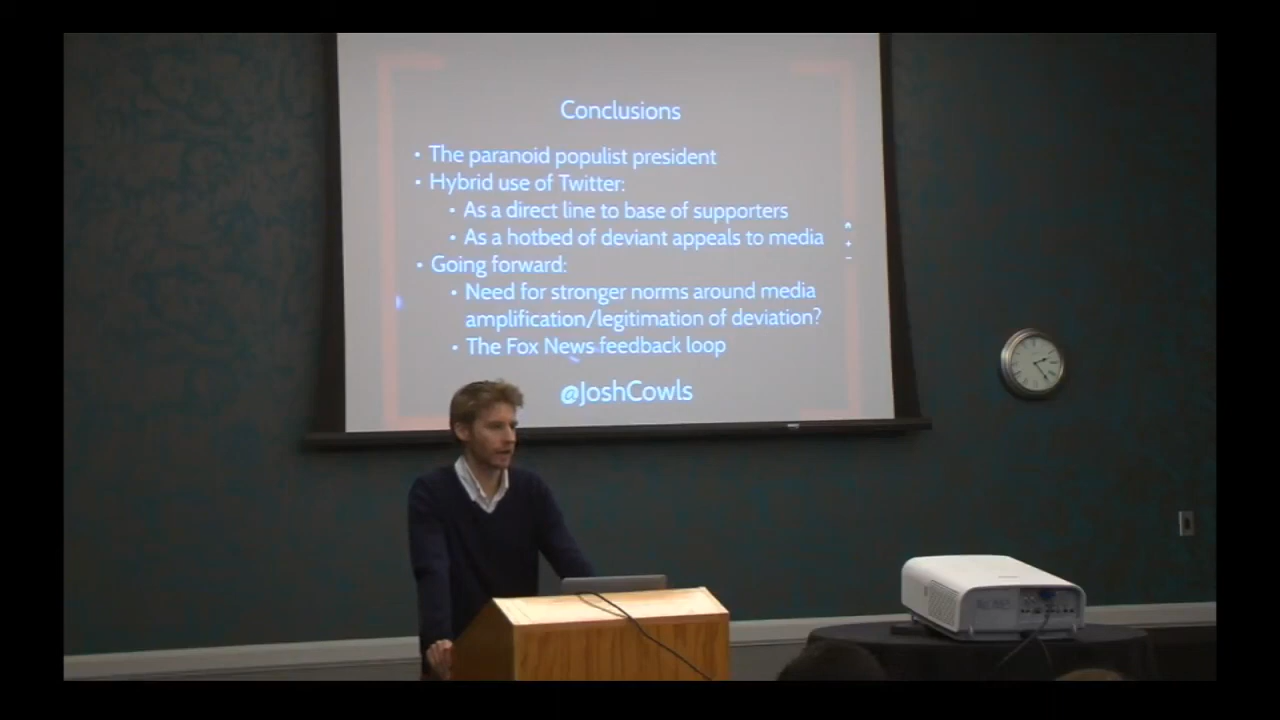 Conclusions
• The paranoid populist president
• Hybrid use of Twitter:
• As a direct line to base of supporters
• As a hotbed of deviant appeals to media
• Going forward:
• Need for stronger norms around media
amplification/legitimation of deviation?
• The Fox News feedback loop
@JoshCowls